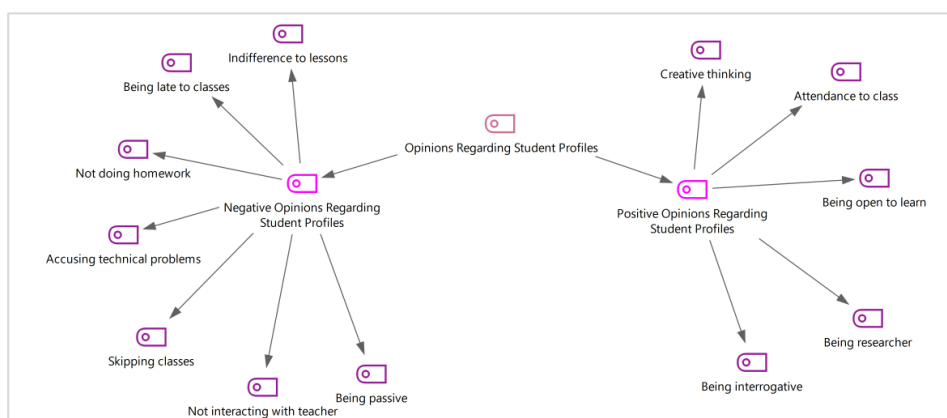 Indifference to lessons
Being late to classes
Creative thinking
Attendance to class
Opinions Regarding Student Profiles
Not doing homework
Negative Opinions Regarding
Student Profiles
Positive Opinions Regarding
Student Profiles
Being open to learn
Accusing technical problems
Skipping classes
Being researcher
Not interacting with teacher
Being passive
Being interrogative